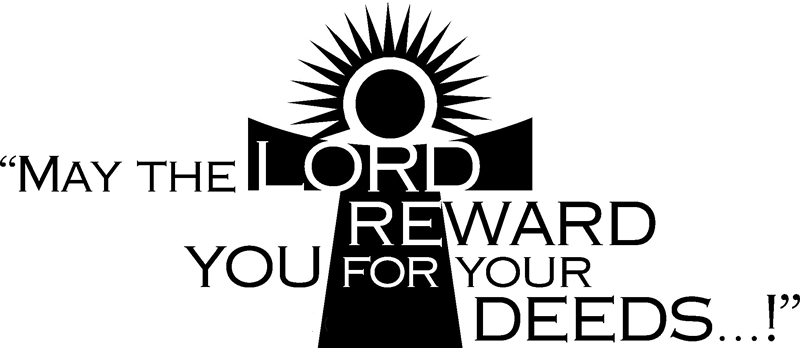 “MAY THE LORD
REWARD
YOU FOR YOUR
DEEDS...!”